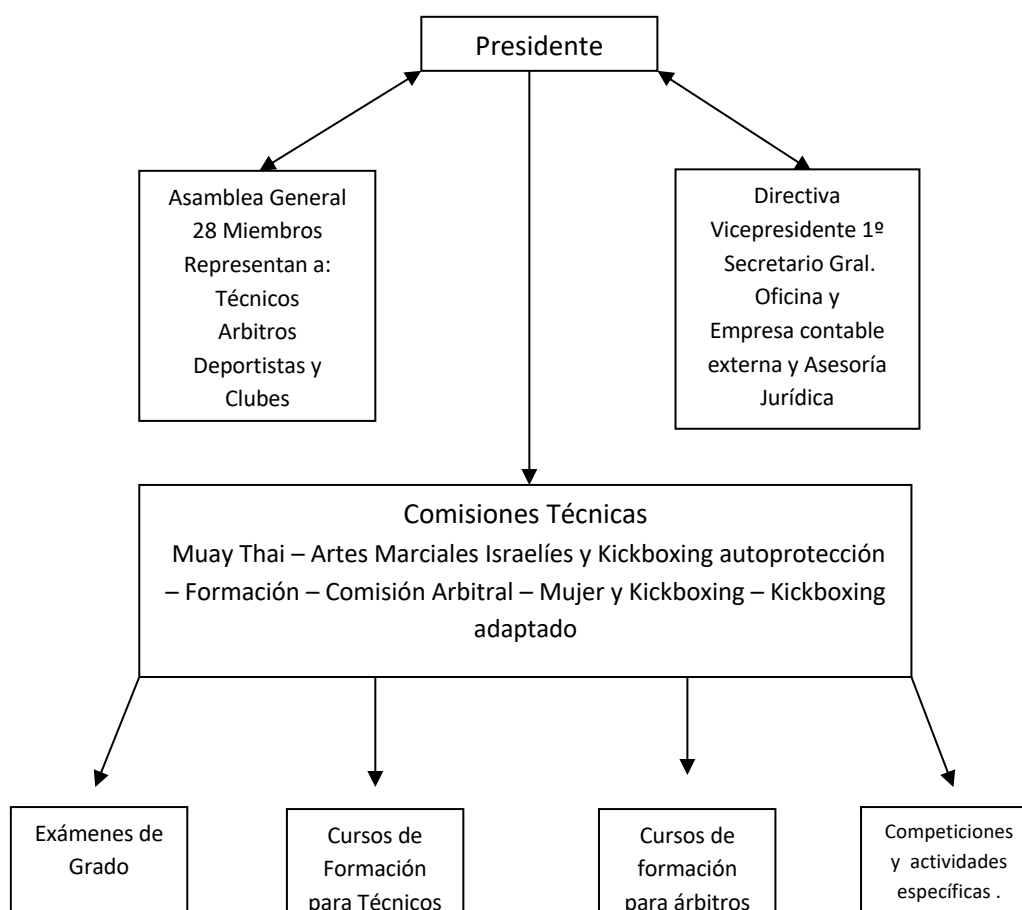 Presidente
Asamblea General
28 Miembros
Representan a:
Técnicos
Arbitros
Deportistas y
Clubes
Directiva
Vicepresidente 1º
Secretario Gral.
Oficina y
Empresa contable
externa y Asesoría
Jurídica
Comisiones Técnicas
Muay Thai – Artes Marciales Israelíes y Kickboxing autoprotección
– Formación – Comisión Arbitral – Mujer y Kickboxing – Kickboxing
adaptado
Exámenes de
Grado
Cursos de
Formación
para Técnicos
Cursos de
formación
para árbitros
Competiciones
y actividades
específicas .